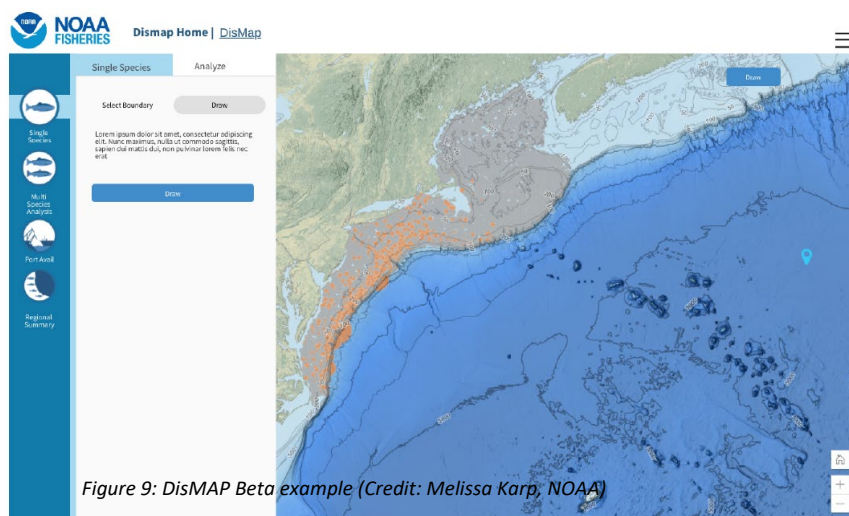 NOAA
NOAA
FISHERIES
Dismap Home | DisMap
Single Species
Analyze
Select Boundary
Draw
Lorem ipsum dolor sit amet, consectetur adipiscing
elit. Nunc maximus, nulla ut commodo sagittis,
sapien dui mattis dui, non pulvinar lorem felis nec
erat.
Draw
Draw
Single
Species
Multi
Species
Analysis
Port Avail
Regional
Summary
Figure 9: DisMAP Beta example (Credit: Melissa Karp, NOAA)